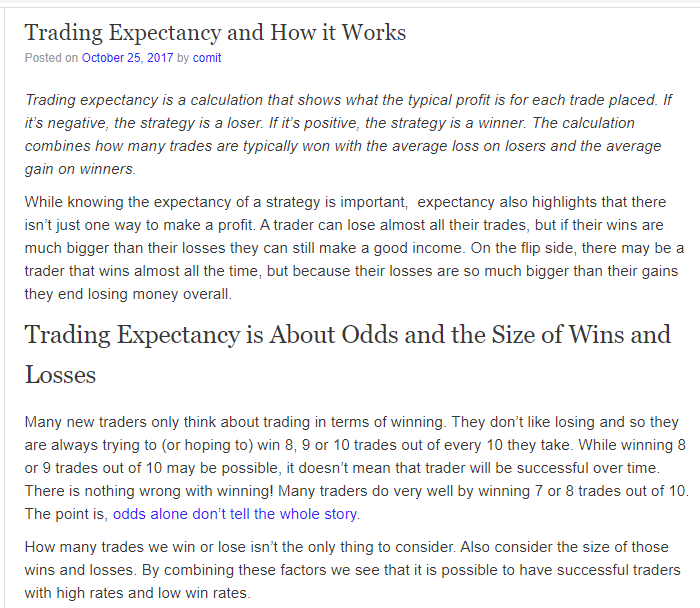 Trading Expectancy and How it Works
Posted on October 25, 2017 by comit
Trading expectancy is a calculation that shows what the typical profit is for each trade placed. If
it’s negative, the strategy is a loser. If it’s positive, the strategy is a winner. The calculation
combines how many trades are typically won with the average loss on losers and the average
gain on winners.
While knowing the expectancy of a strategy is important,  expectancy also highlights that there
isn’t just one way to make a profit. A trader can lose almost all their trades, but if their wins are
much bigger than their losses they can still make a good income. On the flip side, there may be a
trader that wins almost all the time, but because their losses are so much bigger than their gains
they end losing money overall.
Trading Expectancy is About Odds and the Size of Wins and
Losses
Many new traders only think about trading in terms of winning. They don’t like losing and so they
are always trying to (or hoping to) win 8, 9 or 10 trades out of every 10 they take. While winning 8
or 9 trades out of 10 may be possible, it doesn’t mean that trader will be successful over time.
There is nothing wrong with winning! Many traders do very well by winning 7 or 8 trades out of 10.
The point is, odds alone don’t tell the whole story.
How many trades we win or lose isn’t the only thing to consider. Also consider the size of those
wins and losses. By combining these factors we see that it is possible to have successful traders
with high rates and low win rates.